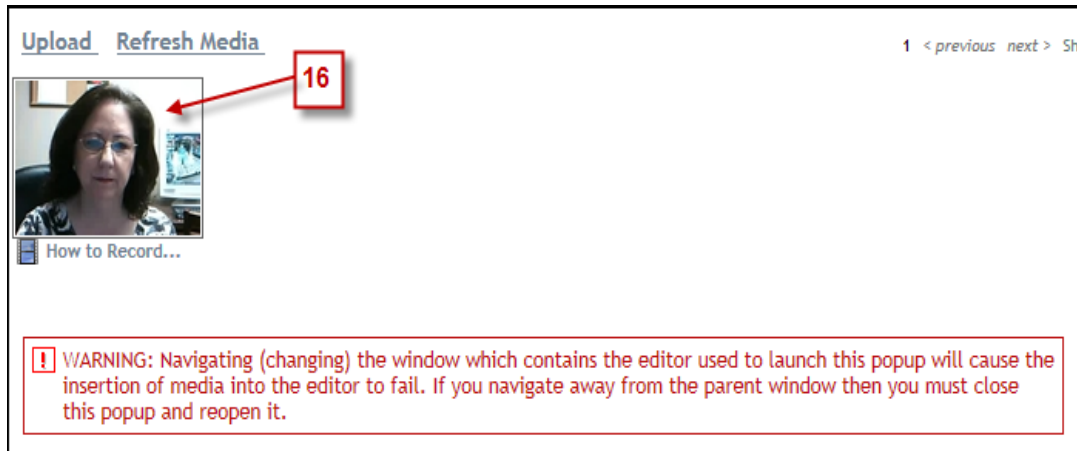 Upload Refresh Media 1 < previous next > Sh
16
How to Record...
! WARNING: Navigating (changing) the window which contains the editor used to launch this popup will cause the
insertion of media into the editor to fail. If you navigate away from the parent window then you must close
this popup and reopen it.